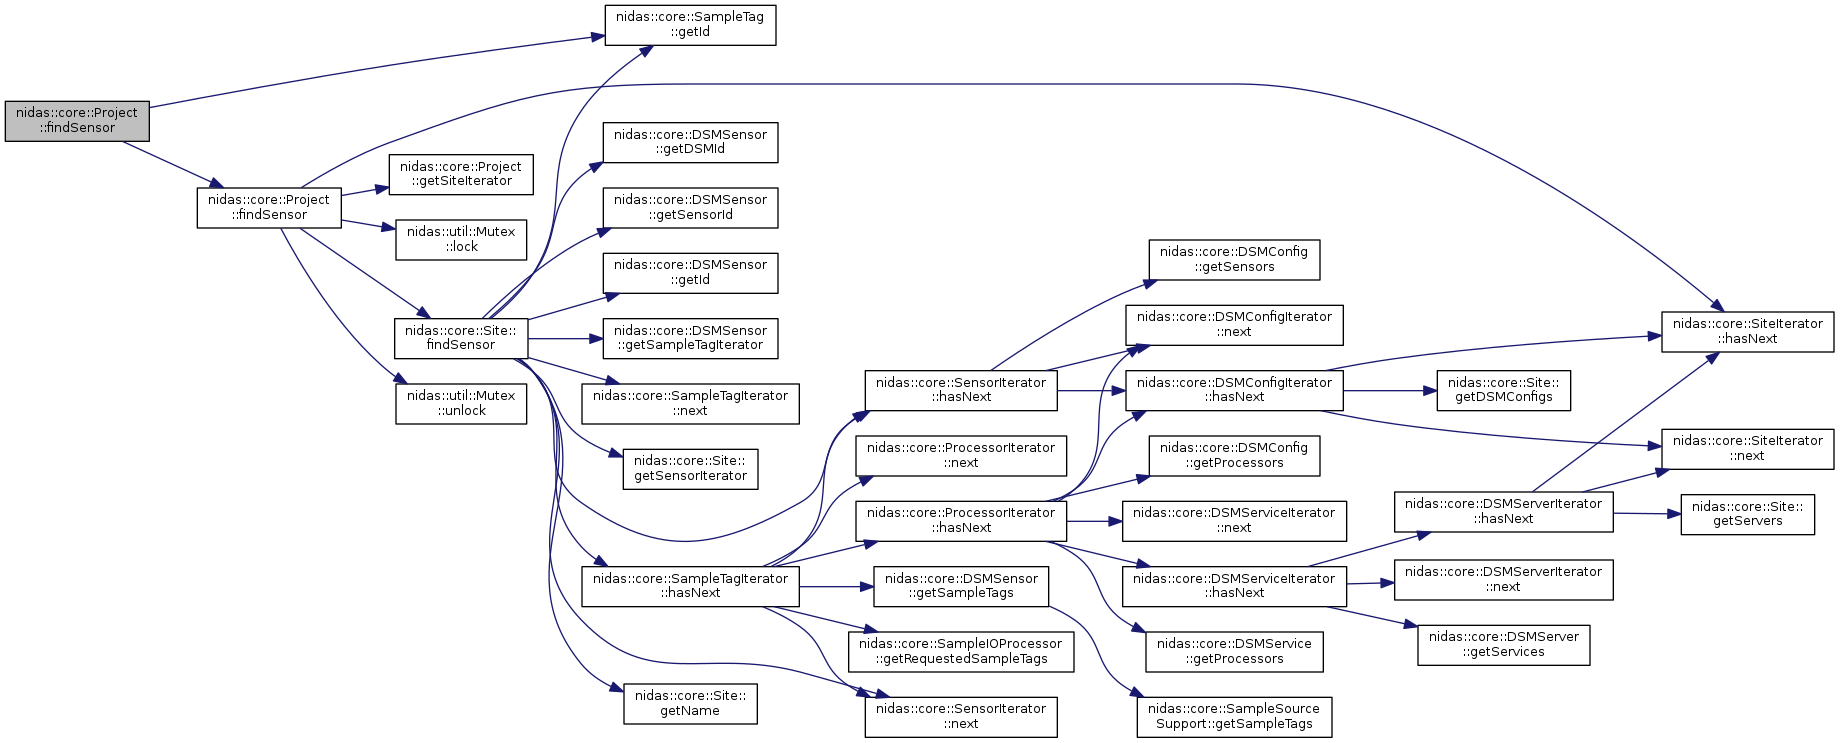 nidas::core::SampleTag
::getId
nidas::core::Project
::findSensor
nidas::core::DSMSensor
::getDSMId
nidas::core::Project
::getSiteIterator
nidas::core::Project
::findSensor
nidas::core::DSMSensor
::getSensorId
nidas::util::Mutex
::lock
nidas::core::DSMSensor
::getId
nidas::core::Site::
findSensor
nidas::core::DSMSensor
::getSampleTagIterator
nidas::util::Mutex
::unlock
nidas::core::SampleTagIterator
::next
nidas::core::Site::
getSensorIterator
nidas::core::SampleTagIterator
::hasNext
nidas::core::Site::
getName
nidas::core::SensorIterator
::hasNext
nidas::core::ProcessorIterator
::next
nidas::core::ProcessorIterator
::hasNext
nidas::core::DSMSensor
::getSampleTags
nidas::core::SampleIOProcessor
::getRequestedSampleTags
nidas::core::SensorIterator
::next
nidas::core::DSMConfig
::getSensors
nidas::core::DSMConfigIterator
::next
nidas::core::DSMConfigIterator
::hasNext
nidas::core::DSMConfig
::getProcessors
nidas::core::DSMServiceIterator
::next
nidas::core::DSMServiceIterator
::hasNext
nidas::core::DSMService
::getProcessors
nidas::core::SampleSource
Support::getSampleTags
nidas::core::SiteIterator
::hasNext
nidas::core::Site::
getDSMConfigs
nidas::core::SiteIterator
::next
nidas::core::DSMServerIterator
::hasNext
nidas::core::Site::
getServers
nidas::core::DSMServerIterator
::next
nidas::core::DSMServer
::getServices